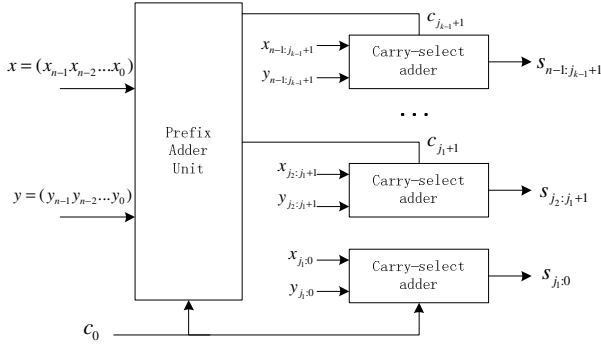 c_{j_{k-1}+1}
x = (x_{n-1} x_{n-2} ... x_0)
x_{n-1:j_{k-1}+1}
y_{n-1:j_{k-1}+1}
Carry-select
adder
s_{n-1:j_{k-1}+1}
...
Prefix
Adder
Unit
c_{j_1+1}
y = (y_{n-1} y_{n-2} ... y_0)
x_{j_2:j_1+1}
y_{j_2:j_1+1}
Carry-select
adder
s_{j_2:j_1+1}
x_{j_1:0}
y_{j_1:0}
Carry-select
adder
s_{j_1:0}
c_0